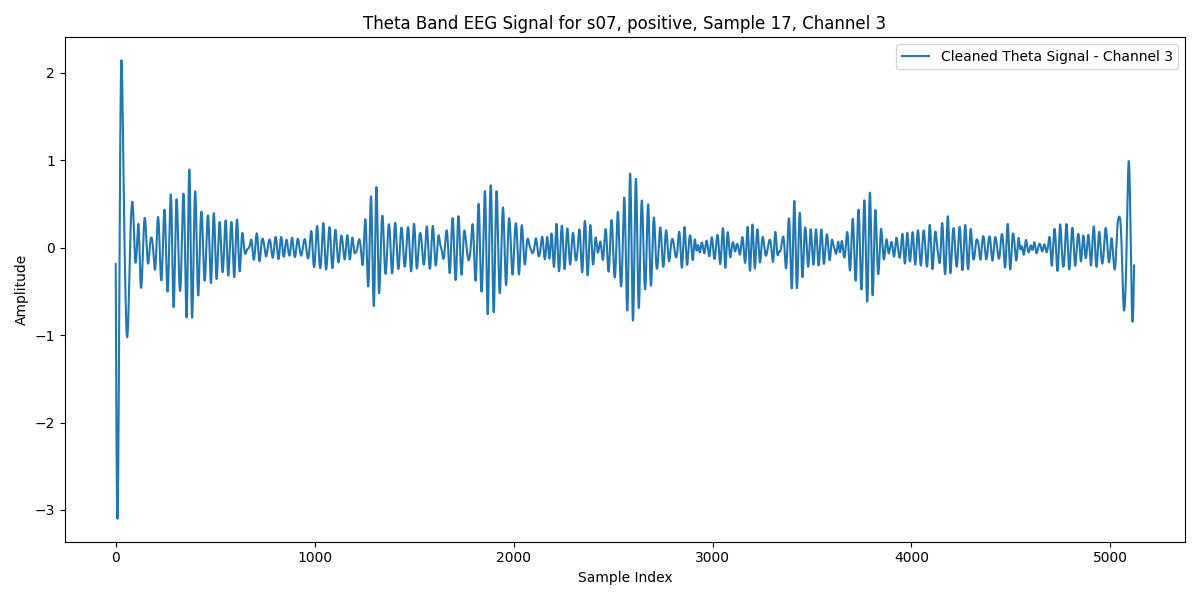 Theta Band EEG Signal for s07, positive, Sample 17, Channel 3
Cleaned Theta Signal - Channel 3
2
1
0
−1
−2
−3
Amplitude
0 1000 2000 3000 4000 5000
Sample Index